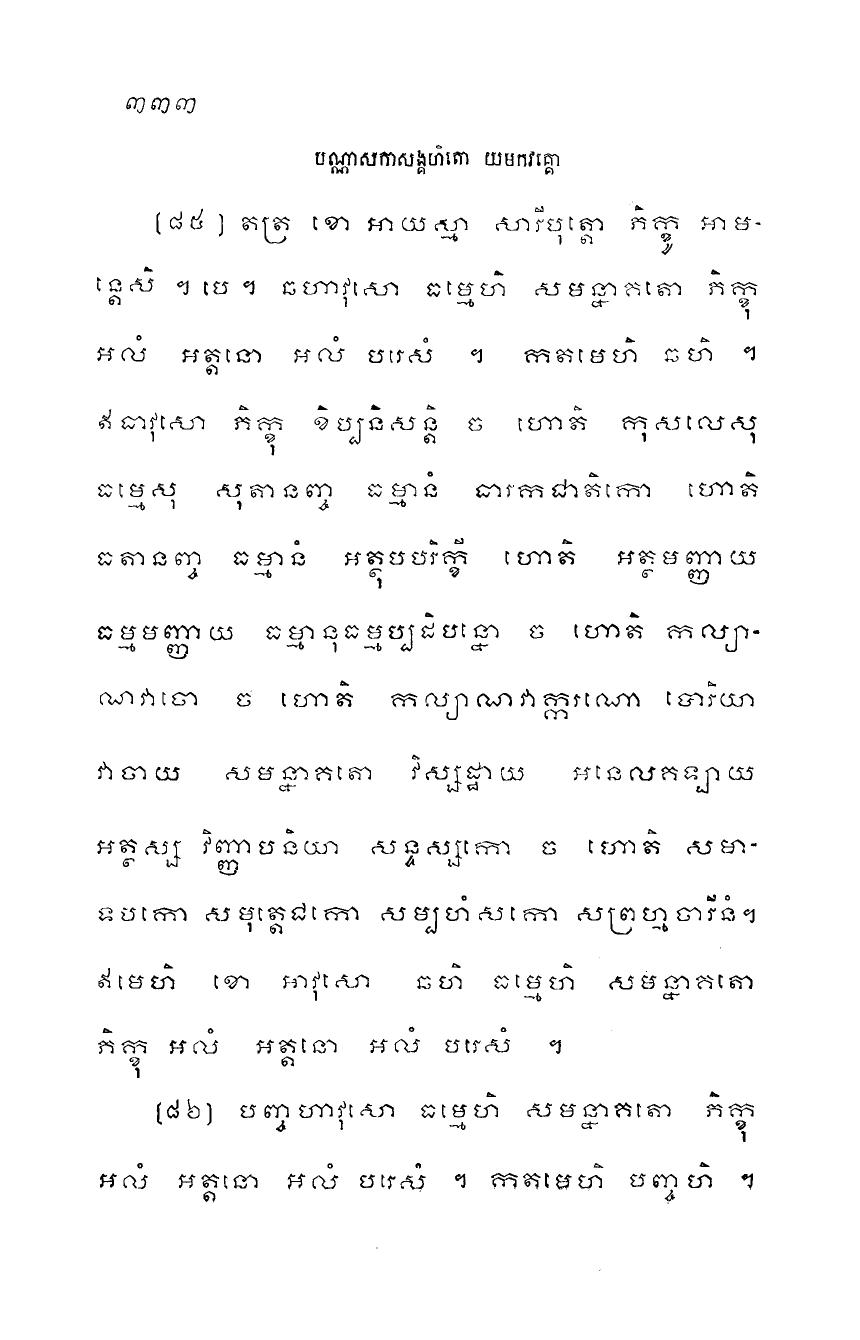 ៣៣៣
បណ្ណាសកាសង្គហិតោ យមកវគ្គោ
(៨៥) តត្រ ខោ អាយស្មា សារីបុត្តោ ភិក្ខូ អាម-
ន្តេសិ ។ បេ ។ ឆហាវុសោ ធម្មេហិ សមន្នាគតោ ភិក្ខុ
អលំ អត្តនោ អលំ បរេសំ ។ កតមេហិ ឆហិ ។
ឥធាវុសោ ភិក្ខុ ខិប្បនិសន្តិ ច ហោតិ កុសលេសុ
ធម្មេសុ សុតានញ្ច ធម្មានំ ធារកជាតិកោ ហោតិ
ធតានញ្ច ធម្មានំ អត្ថុបបរិក្ខី ហោតិ អត្ថមញ្ញាយ
ធម្មមញ្ញាយ ធម្មានុធម្មប្បដិបន្នោ ច ហោតិ កល្យា-
ណវាចោ ច ហោតិ កល្យាណវាក្ករណោ បោរិយា
វាចាយ សមន្នាគតោ វិស្សដ្ឋាយ អនេលគឡាយ
អត្ថស្ស វិញ្ញាបនិយា សន្ទស្សកោ ច ហោតិ សមា-
ទបកោ សមុត្តេជកោ សម្បហំសកោ សព្រហ្មចារីនំ។
ឥមេហិ ខោ អាវុសោ ឆហិ ធម្មេហិ សមន្នាគតោ
ភិក្ខុ អលំ អត្តនោ អលំ បរេសំ ។
(៨៦) បញ្ចហាវុសោ ធម្មេហិ សមន្នាគតោ ភិក្ខុ
អលំ អត្តនោ អលំ បរេសំ ។ កតមេហិ បញ្ចហិ ។